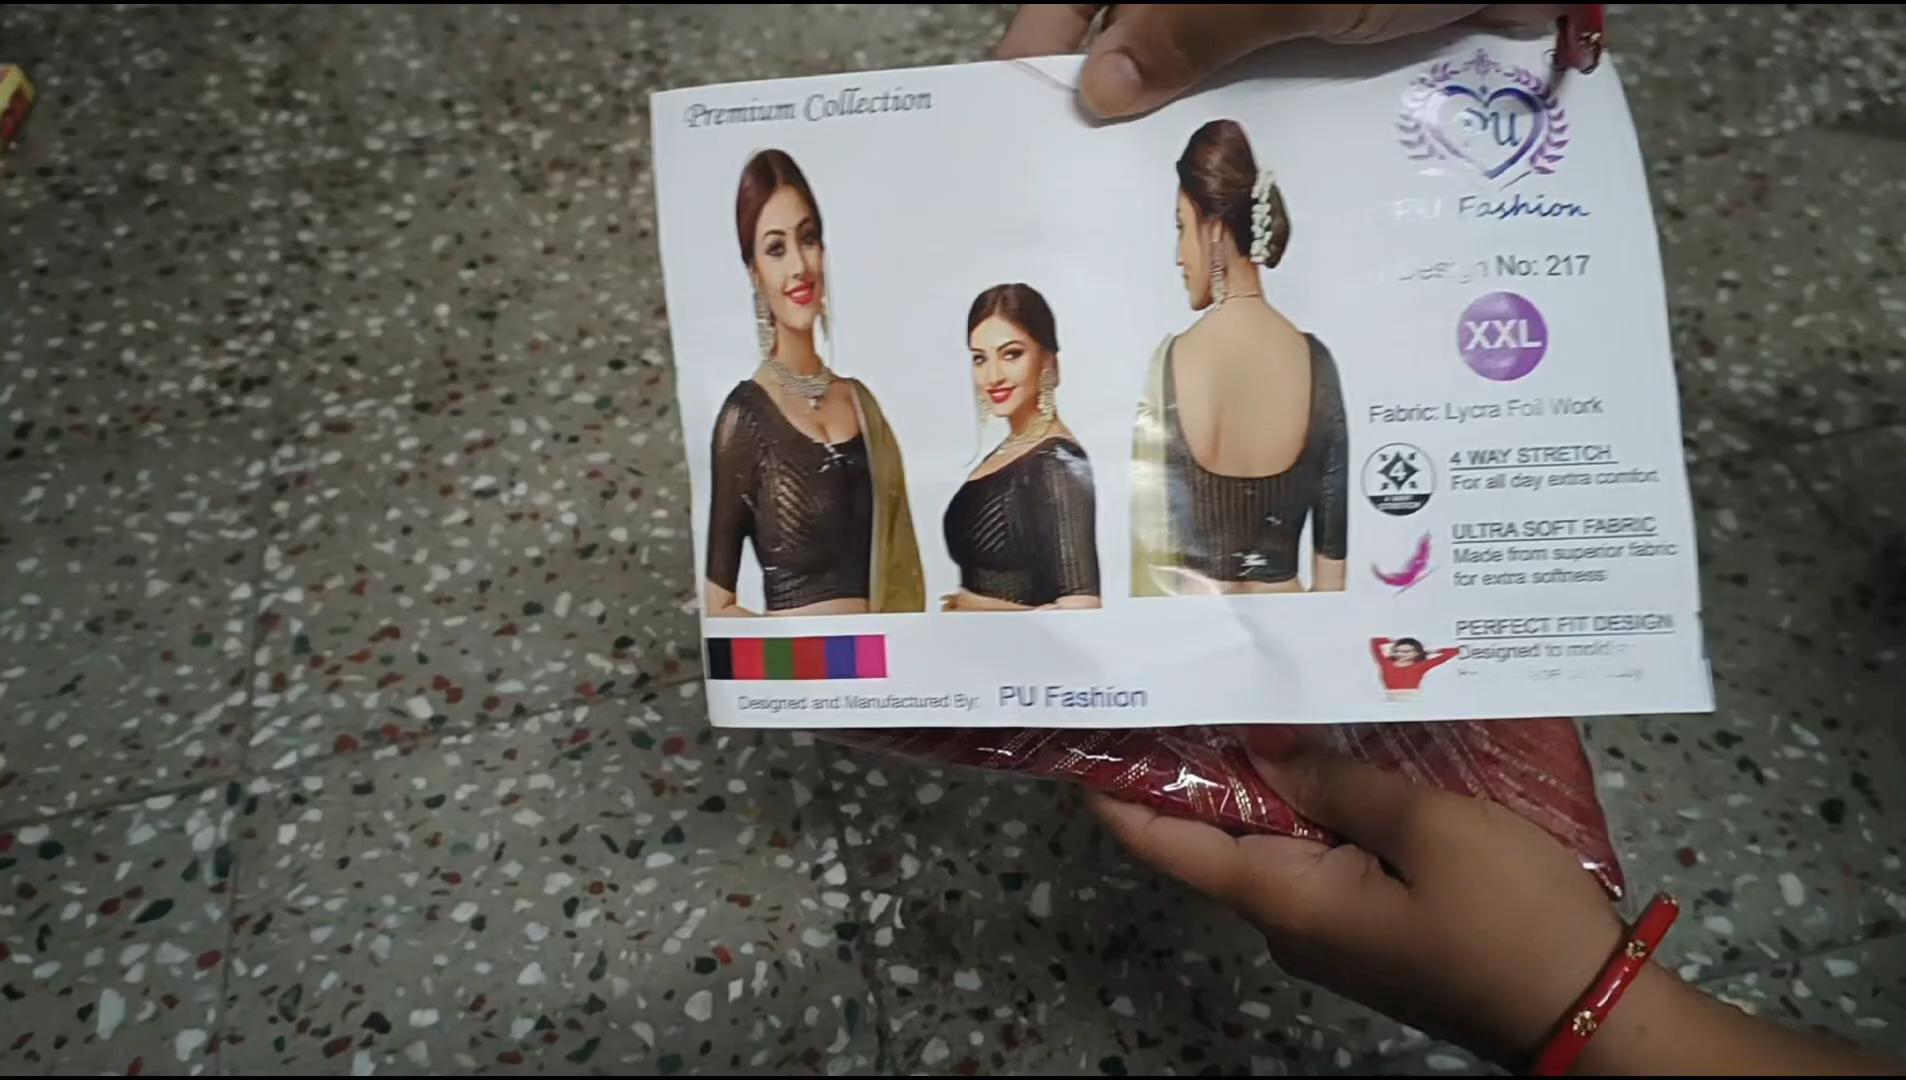 Premium Collection
PU
PU Fashion
Design No: 217
XXL
Fabric: Lycra Foil Work
4
4 WAY STRETCH
For all day extra comfort
ULTRA SOFT FABRIC
Made from superior fabric
for extra softness
PERFECT FIT DESIGN
Designed to mold
Designed and Manufactured By: PU Fashion